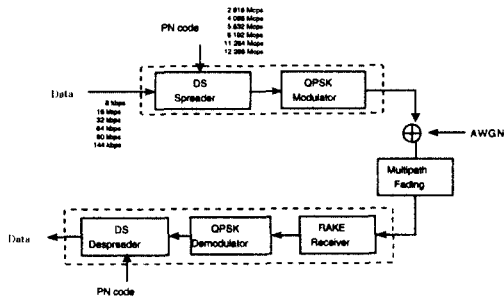 PN code
2 816 Mcps
4 096 Mcps
5 632 Mcps
8 192 Mcps
11 264 Mcps
12 288 Mcps
Data
8 kbps
16 kbps
32 kbps
64 kbps
80 kbps
144 kbps
DS
Spreader
QPSK
Modulator
AWGN
Multipath
Fading
Data
DS
Despreader
QPSK
Demodulator
RAKE
Receiver
PN code